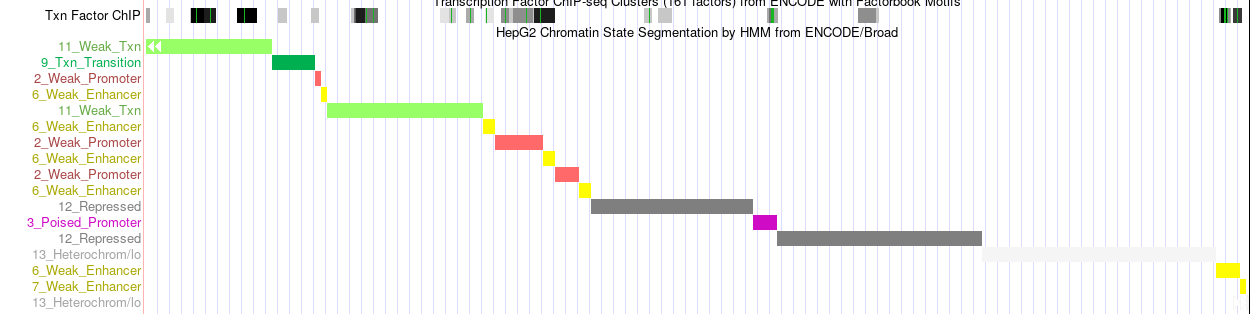 Transcription Factor ChIP-seq Clusters (161 factors) from ENCODE with Factorbook Motifs
Txn Factor ChIP
HepG2 Chromatin State Segmentation by HMM from ENCODE/Broad
11_Weak_Txn
9_Txn_Transition
2_Weak_Promoter
6_Weak_Enhancer
11_Weak_Txn
6_Weak_Enhancer
2_Weak_Promoter
6_Weak_Enhancer
2_Weak_Promoter
6_Weak_Enhancer
12_Repressed
3_Poised_Promoter
12_Repressed
13_Heterochrom/lo
6_Weak_Enhancer
7_Weak_Enhancer
13_Heterochrom/lo